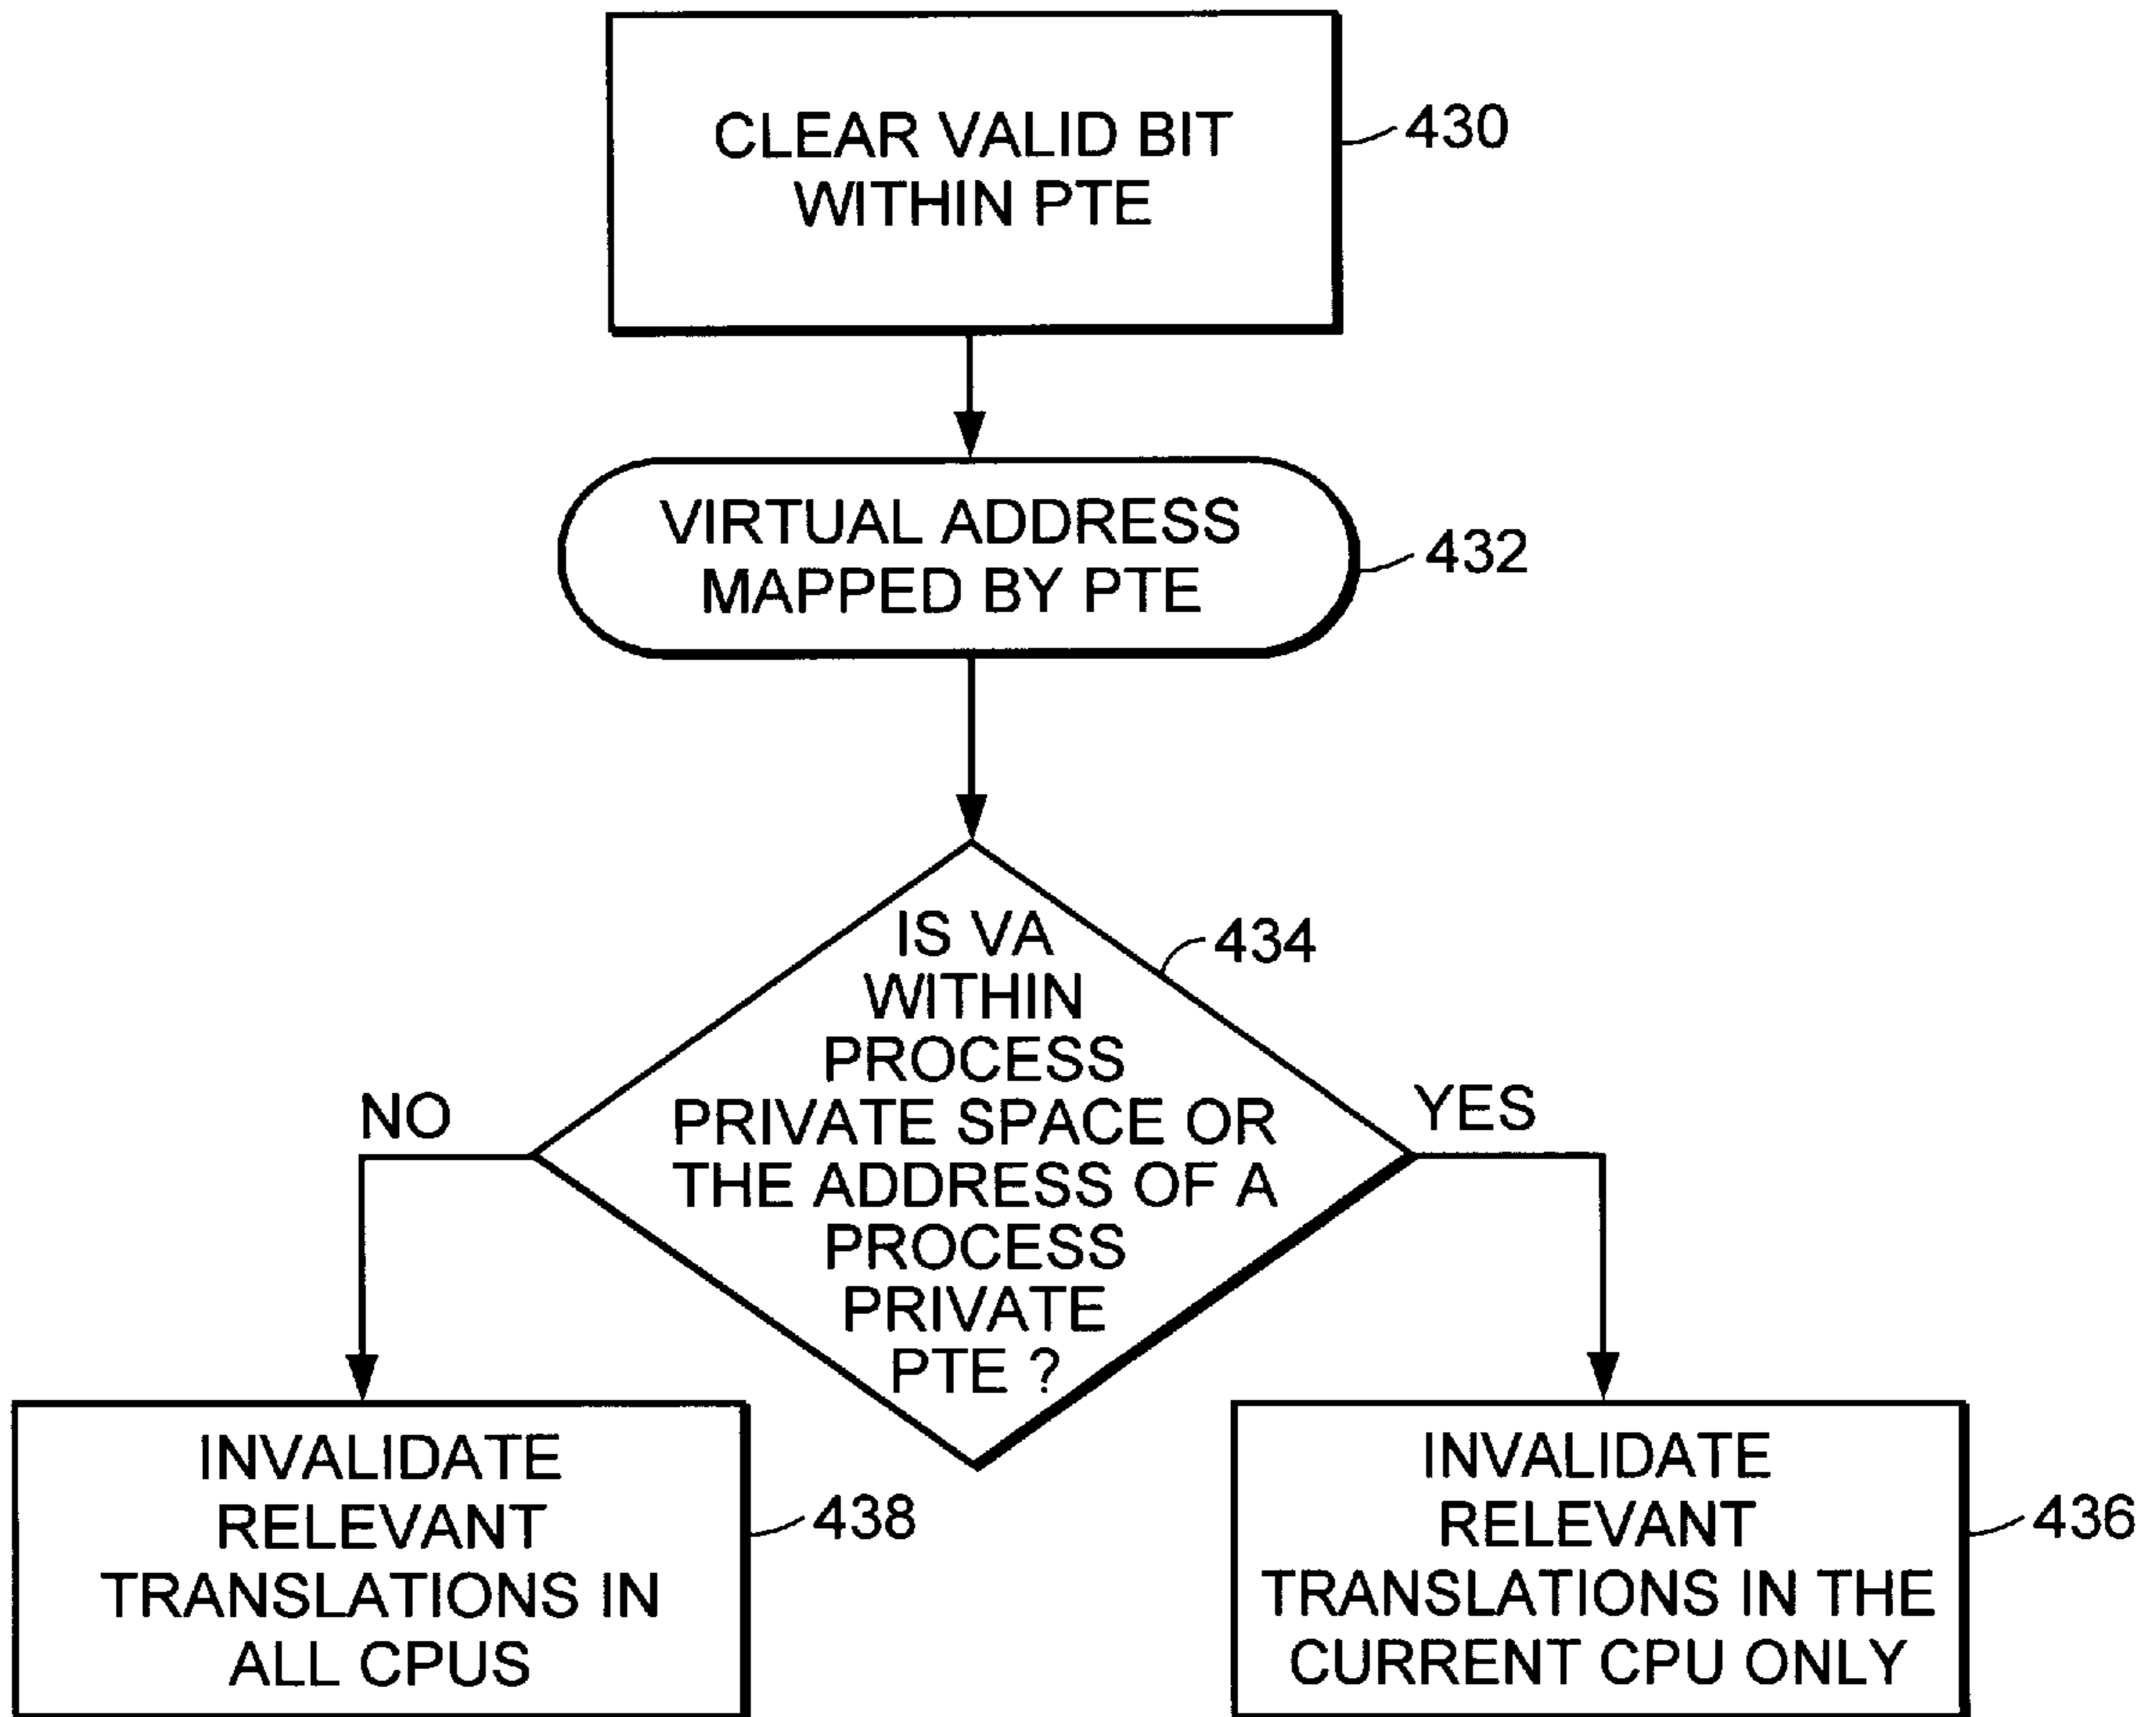 CLEAR VALID BIT
WITHIN PTE
430
VIRTUAL ADDRESS
MAPPED BY PTE
432
IS VA
WITHIN
PROCESS
PRIVATE SPACE OR
THE ADDRESS OF A
PROCESS
PRIVATE
PTE ?
434
NO
YES
INVALIDATE
RELEVANT
TRANSLATIONS IN
ALL CPUS
438
INVALIDATE
RELEVANT
TRANSLATIONS IN THE
CURRENT CPU ONLY
436